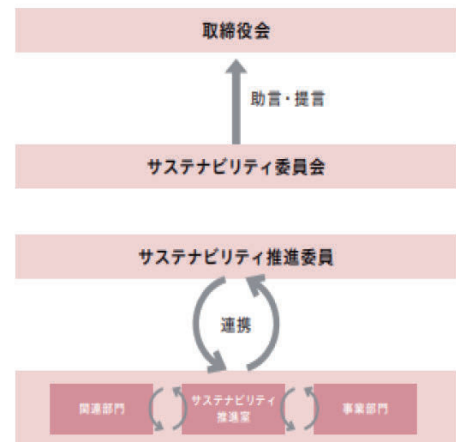 取締役会
助言・提言
サステナビリティ委員会
サステナビリティ推進委員
連携
関連部門
サステナビリティ
推進室
事業部門